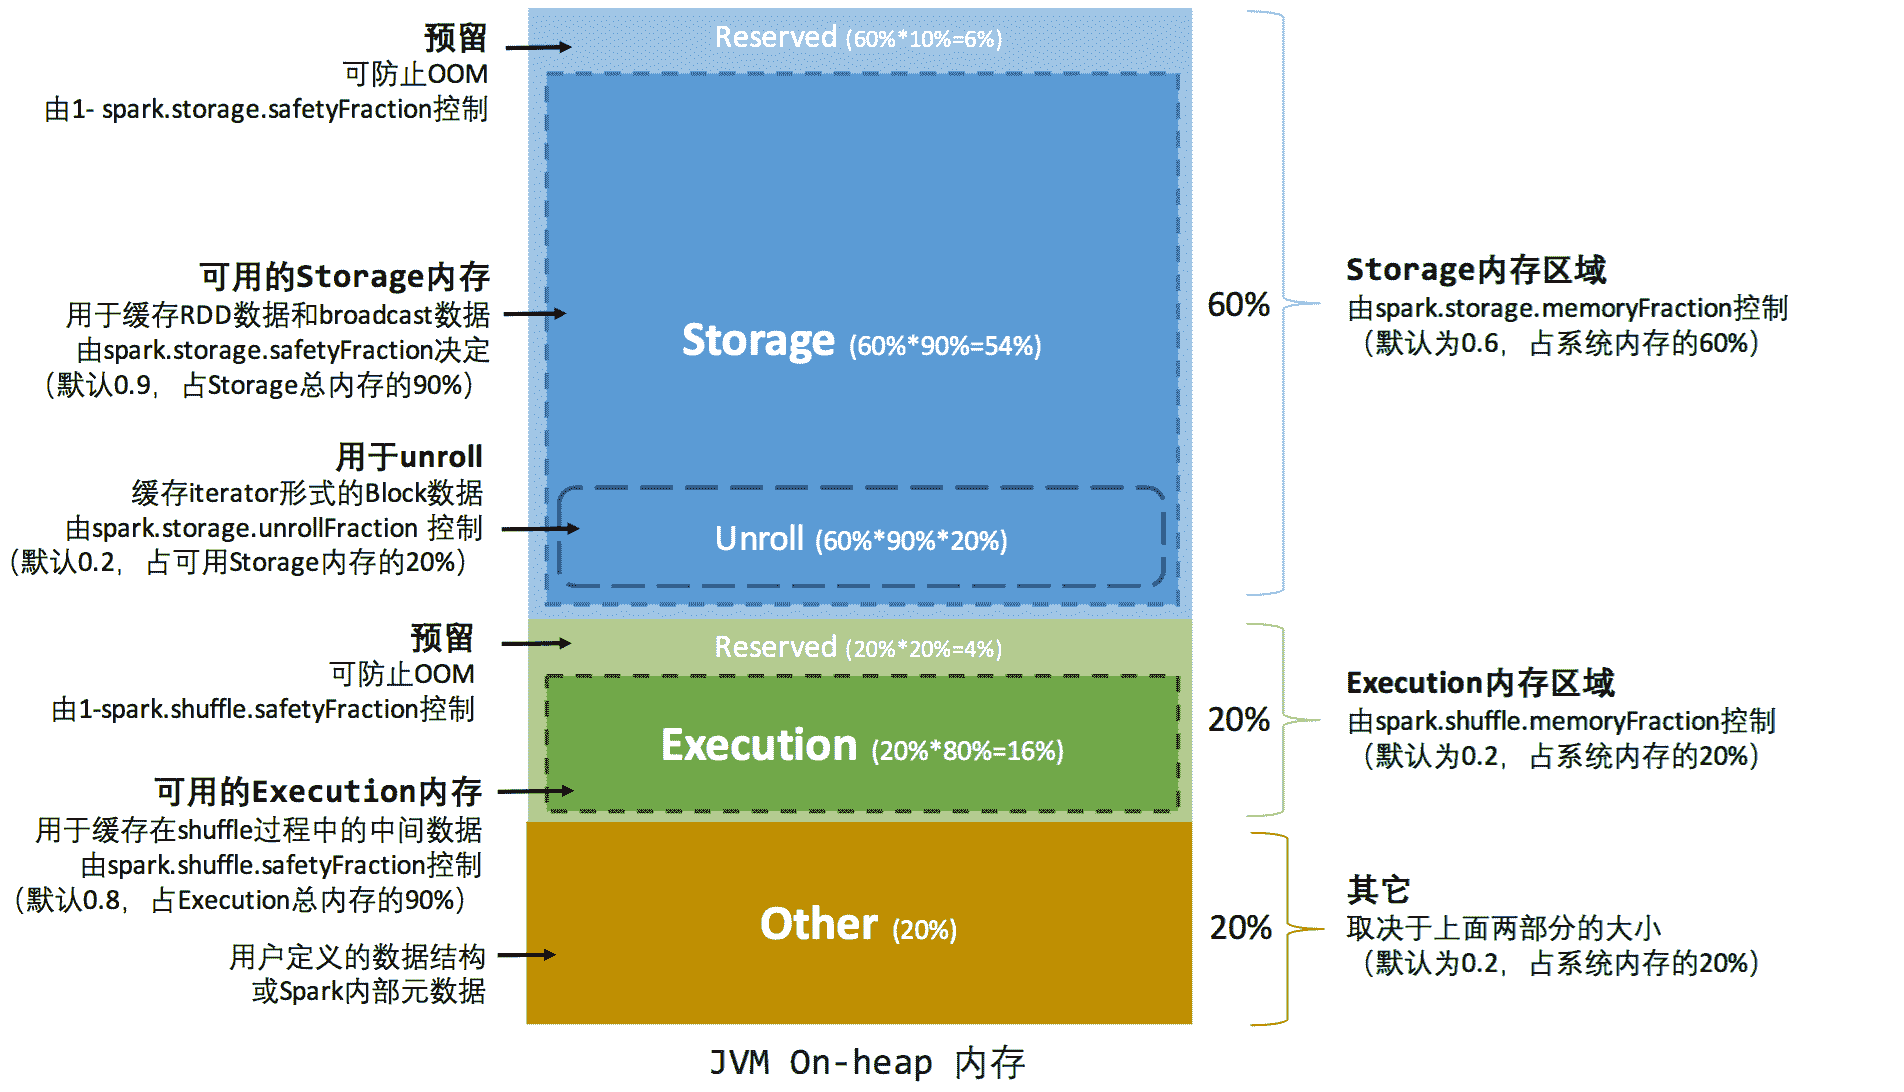 预留
可防止OOM
由1- spark.storage.safetyFraction控制
可用的Storage内存
用于缓存RDD数据和broadcast数据
由spark.storage.safetyFraction决定
（默认0.9，占Storage总内存的90%）
用于unroll
缓存iterator形式的Block数据
由spark.storage.unrollFraction 控制
（默认0.2，占可用Storage内存的20%）
预留
可防止OOM
由1-spark.shuffle.safetyFraction控制
可用的Execution内存
用于缓存在shuffle过程中的中间数据
由spark.shuffle.safetyFraction控制
（默认0.8，占Execution总内存的90%）
用户定义的数据结构
或Spark内部元数据
Reserved (60%*10%=6%)
Storage (60%*90%=54%)
Unroll (60%*90%*20%)
Reserved (20%*20%=4%)
Execution (20%*80%=16%)
Other (20%)
JVM On-heap 内存
60%
Storage内存区域
由spark.storage.memoryFraction控制
（默认为0.6，占系统内存的60%）
20%
Execution内存区域
由spark.shuffle.memoryFraction控制
（默认为0.2，占系统内存的20%）
20%
其它
取决于上面两部分的大小
（默认为0.2，占系统内存的20%）